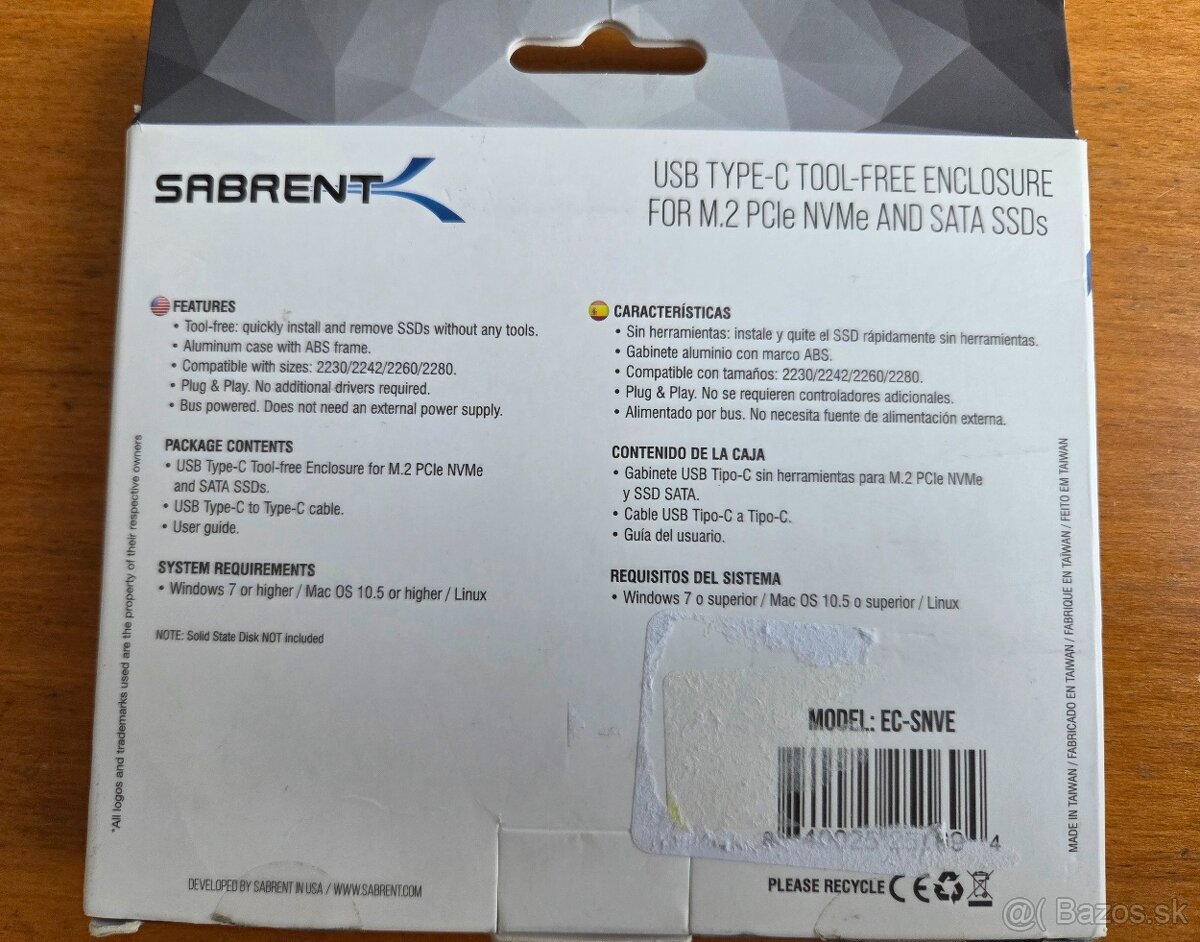 SABRENT
USB TYPE-C TOOL-FREE ENCLOSURE
FOR M.2 PCIe NVMe AND SATA SSDs
FEATURES
• Tool-free: quickly install and remove SSDs without any tools.
• Aluminum case with ABS frame.
• Compatible with sizes: 2230/2242/2260/2280.
• Plug & Play. No additional drivers required.
• Bus powered. Does not need an external power supply.
PACKAGE CONTENTS
• USB Type-C Tool-free Enclosure for M.2 PCIe NVMe
and SATA SSDs.
• USB Type-C to Type-C cable.
• User guide.
SYSTEM REQUIREMENTS
• Windows 7 or higher / Mac OS 10.5 or higher / Linux
NOTE: Solid State Disk NOT included
CARACTERÍSTICAS
• Sin herramientas: instale y quite el SSD rápidamente sin herramientas.
• Gabinete aluminio con marco ABS.
• Compatible con tamaños: 2230/2242/2260/2280.
• Plug & Play. No se requieren controladores adicionales.
• Alimentado por bus. No necesita fuente de alimentación externa.
CONTENIDO DE LA CAJA
• Gabinete USB Tipo-C sin herramientas para M.2 PCIe NVMe
y SSD SATA.
• Cable USB Tipo-C a Tipo-C.
• Guía del usuario.
REQUISITOS DEL SISTEMA
• Windows 7 o superior / Mac OS 10.5 o superior / Linux
*All logos and trademarks used are the property of their respective owners
MADE IN TAIWAN / FABRICADO EN TAIWAN / FABRIQUE EN TAÏWAN / FEITO EM TAIWAN
MODEL: EC-SNVE
DEVELOPED BY SABRENT IN USA / WWW.SABRENT.COM
PLEASE RECYCLE CE
@( Bazos.sk